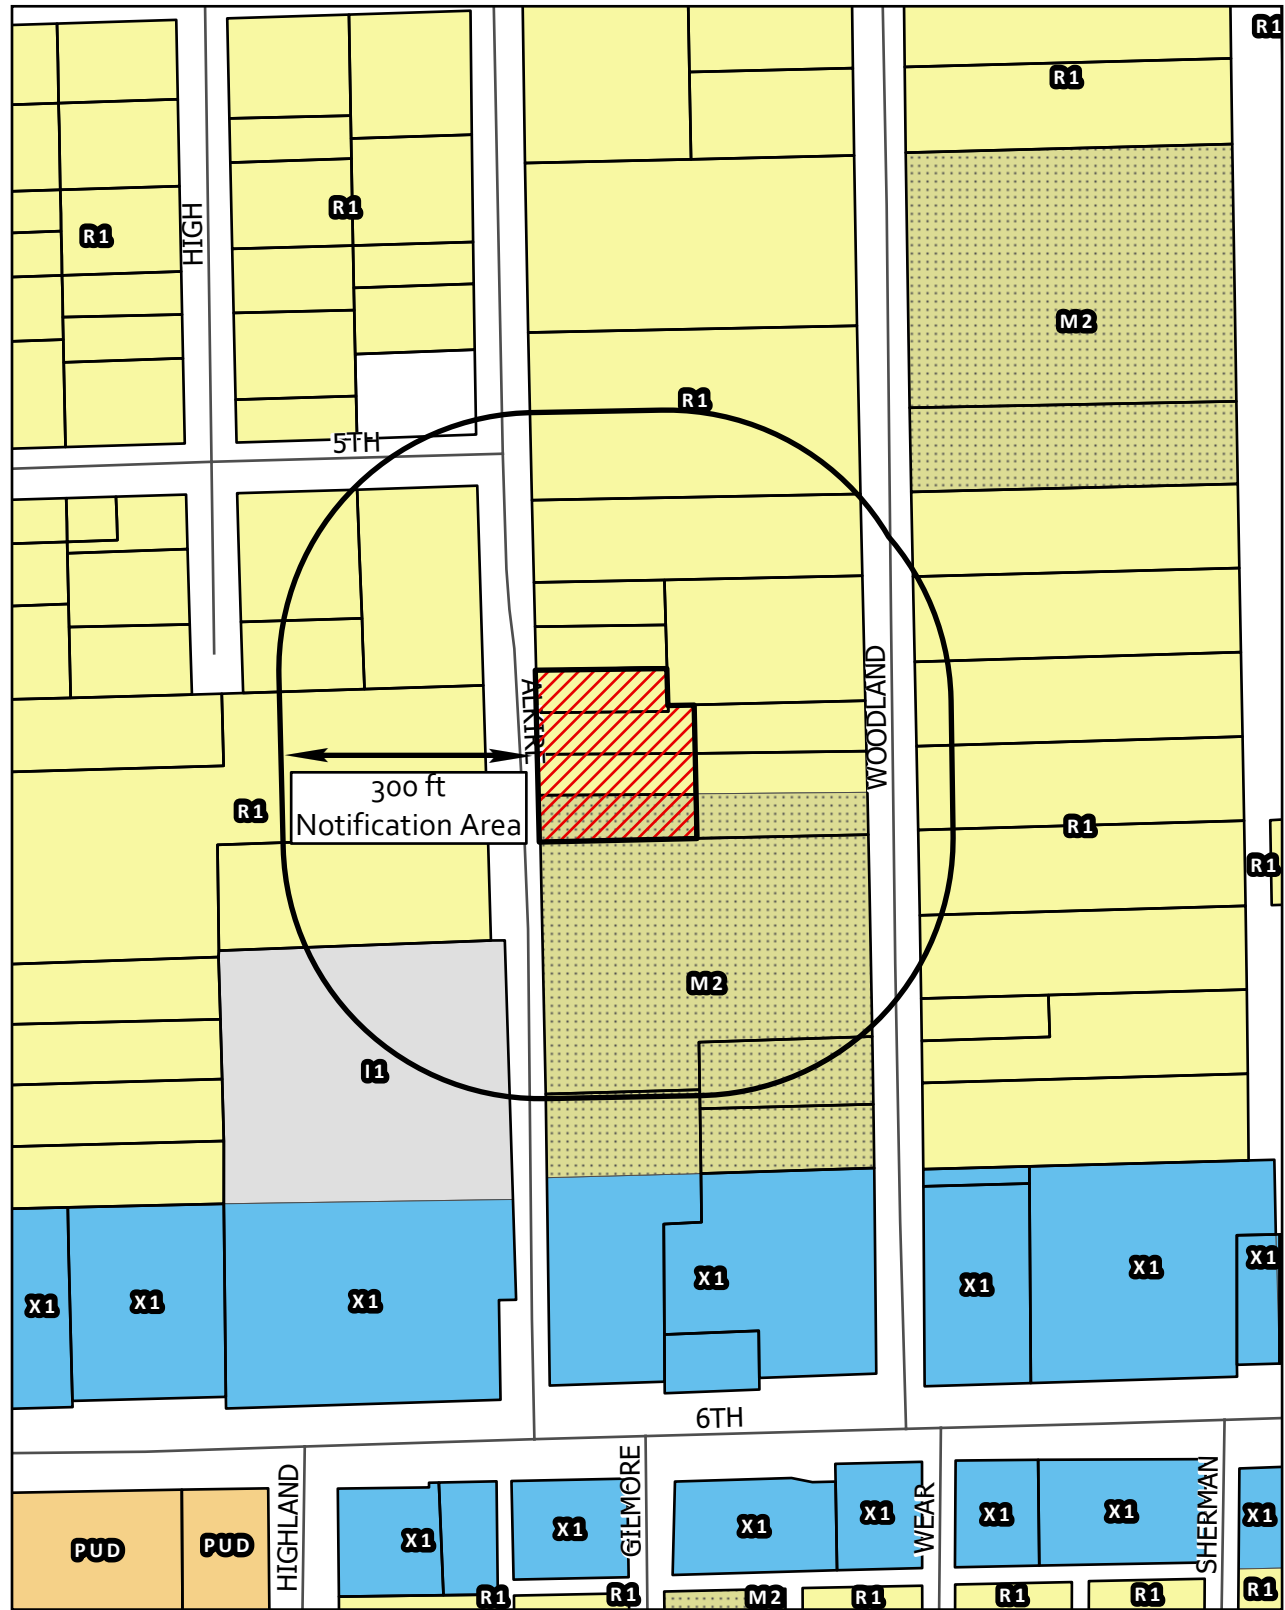 R1
R1
HIGH
R1
R1
M2
R1
5TH
ALKIRE
WOODLAND
300 ft
Notification Area
R1
R1
R1
M2
I1
X1
X1
X1
X1
X1
X1
X1
6TH
HIGHLAND
GILMORE
WEAR
SHERMAN
PUD
PUD
X1
X1
X1
X1
X1
X1
X1
R1
R1
M2
R1
R1
R1
R1